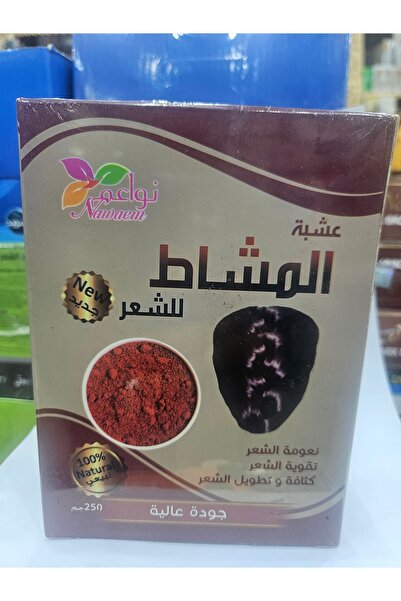 نواعم
Nawaem
عشبة
المشاط
للشعر
New
جديد
نعومة الشعر
تقوية الشعر
كثافة و تطويل الشعر
100%
Natural
طبيعي
جودة عالية
250جم